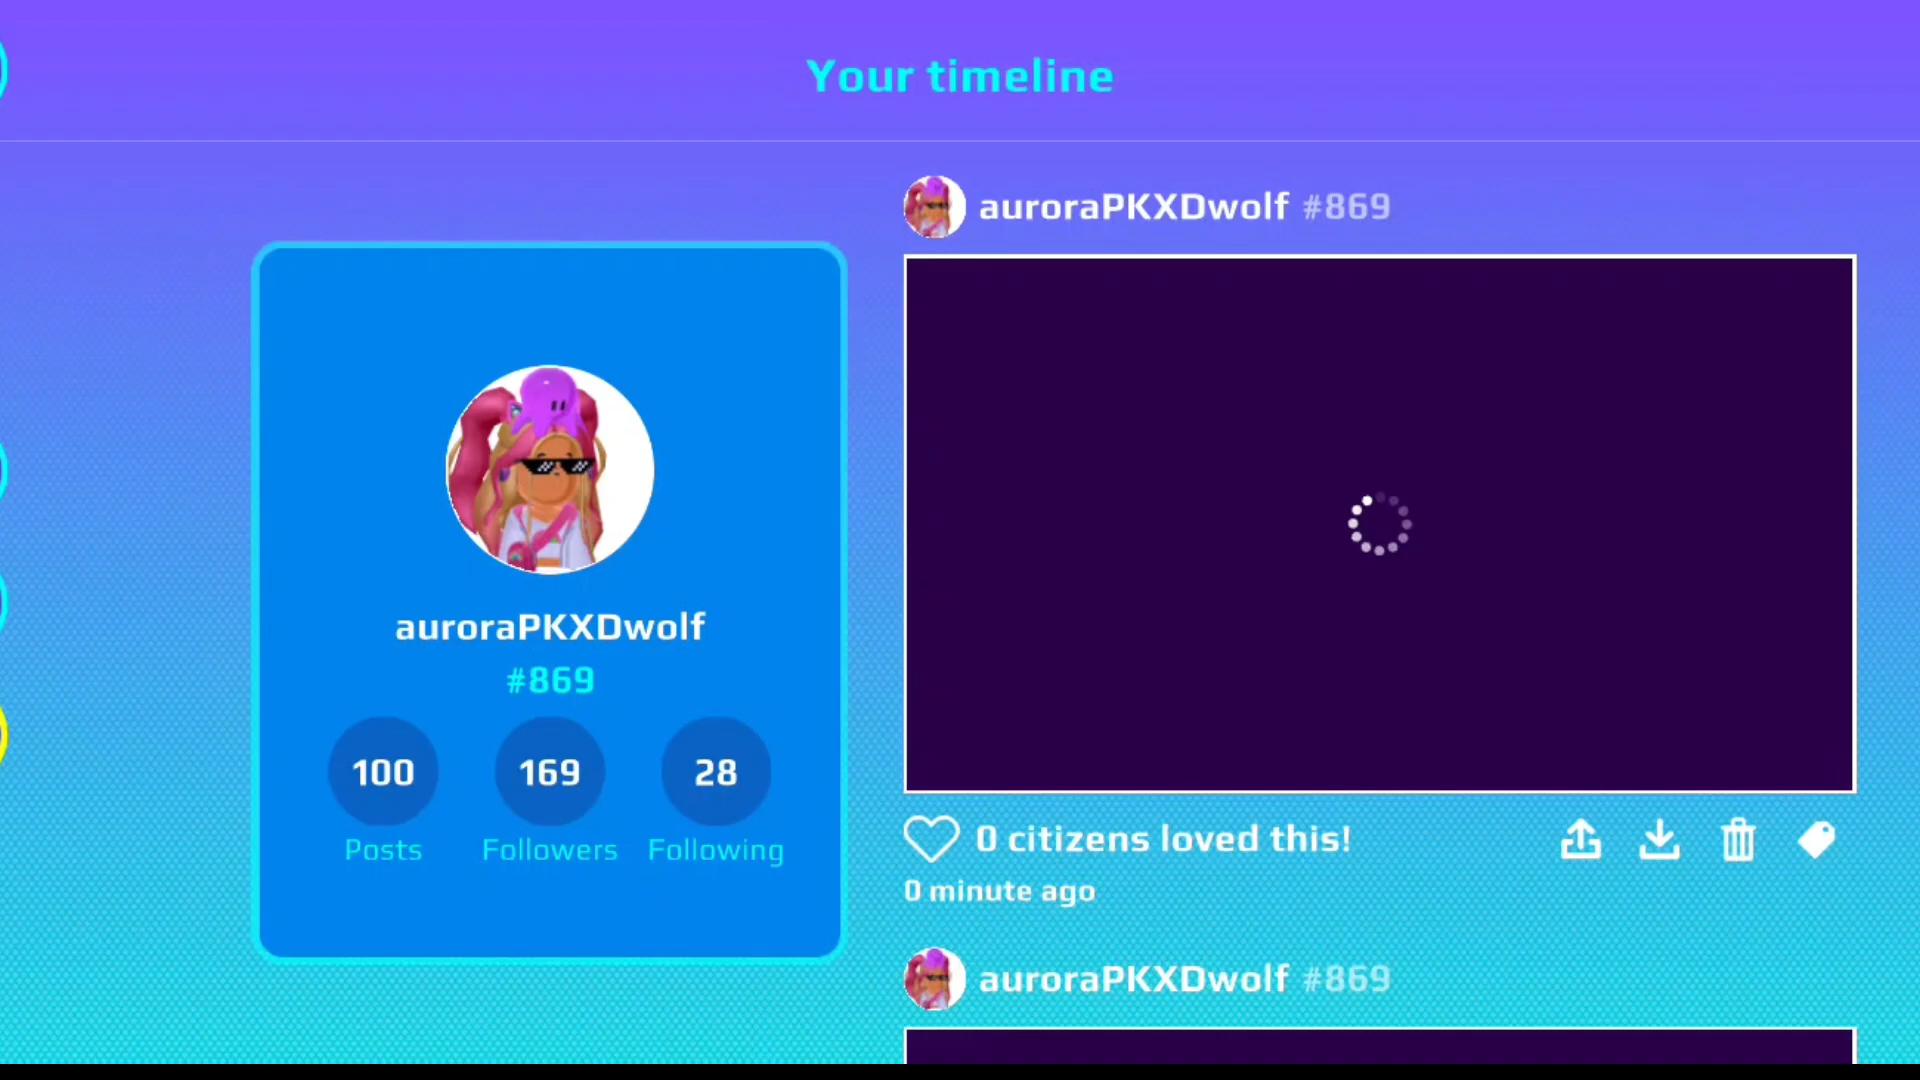 Your timeline
auroraPKXDwolf #869
auroraPKXDwolf
#869
100 169 28
Posts Followers Following
0 citizens loved this!
0 minute ago
auroraPKXDwolf #869